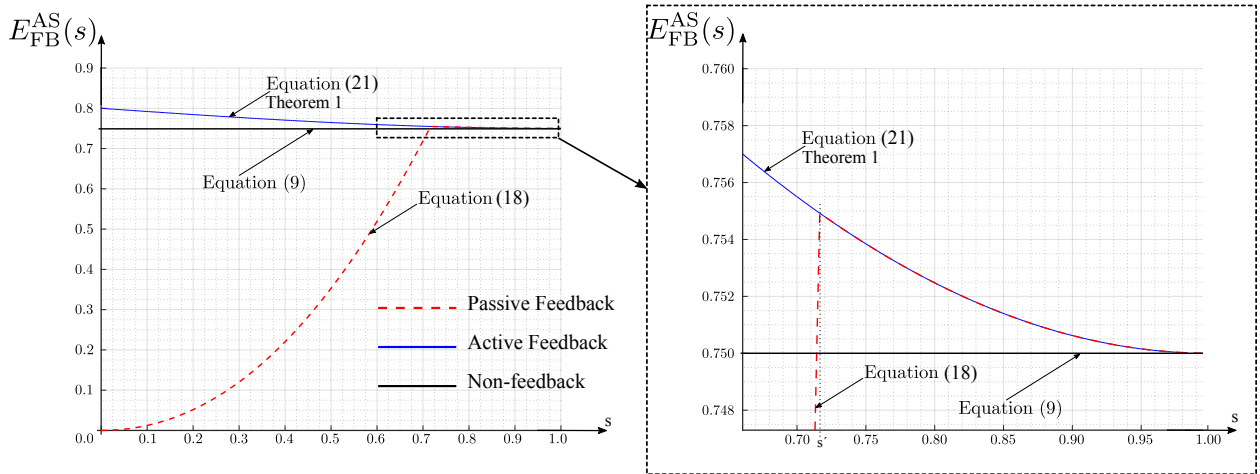 E_FB^AS(s)
0.9
0.8
0.7
0.6
0.5
0.4
0.3
0.2
0.1
0.0
0.1 0.2 0.3 0.4 0.5 0.6 0.7 0.8 0.9 1.0
s
Equation (21)
Theorem 1
Equation (9)
Equation (18)
Passive Feedback
Active Feedback
Non-feedback
E_FB^AS(s)
0.760
0.758
0.756
0.754
0.752
0.750
0.748
0.70 0.75 0.80 0.85 0.90 0.95 1.00
s´
s
Equation (21)
Theorem 1
Equation (18)
Equation (9)